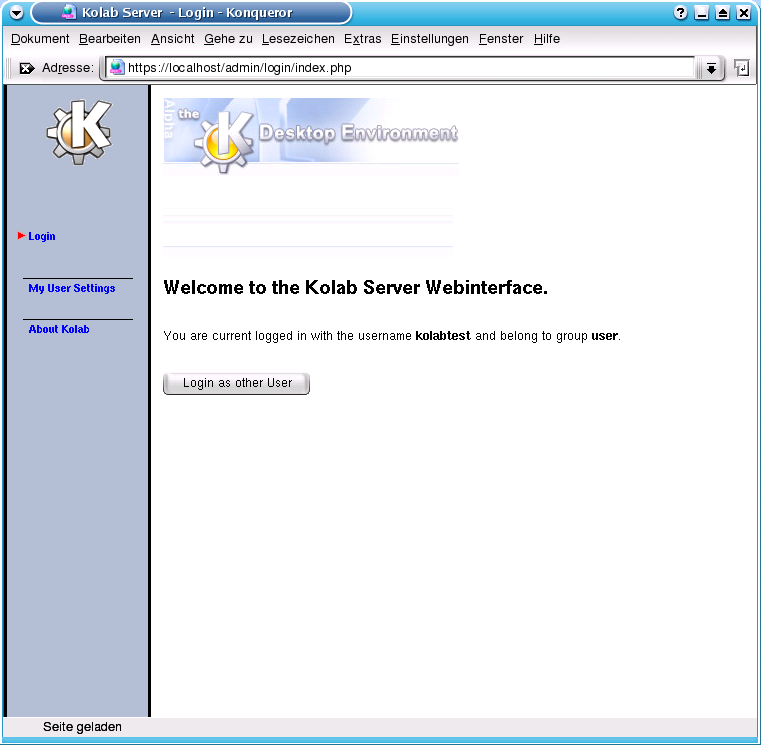 Kolab Server - Login - Konqueror
Dokument Bearbeiten Ansicht Gehe zu Lesezeichen Extras Einstellungen Fenster Hilfe
Adresse: https://localhost/admin/login/index.php
Alpha
the K Desktop Environment
K
Login
My User Settings
About Kolab
Welcome to the Kolab Server Webinterface.
You are current logged in with the username kolabtest and belong to group user.
Login as other User
Seite geladen